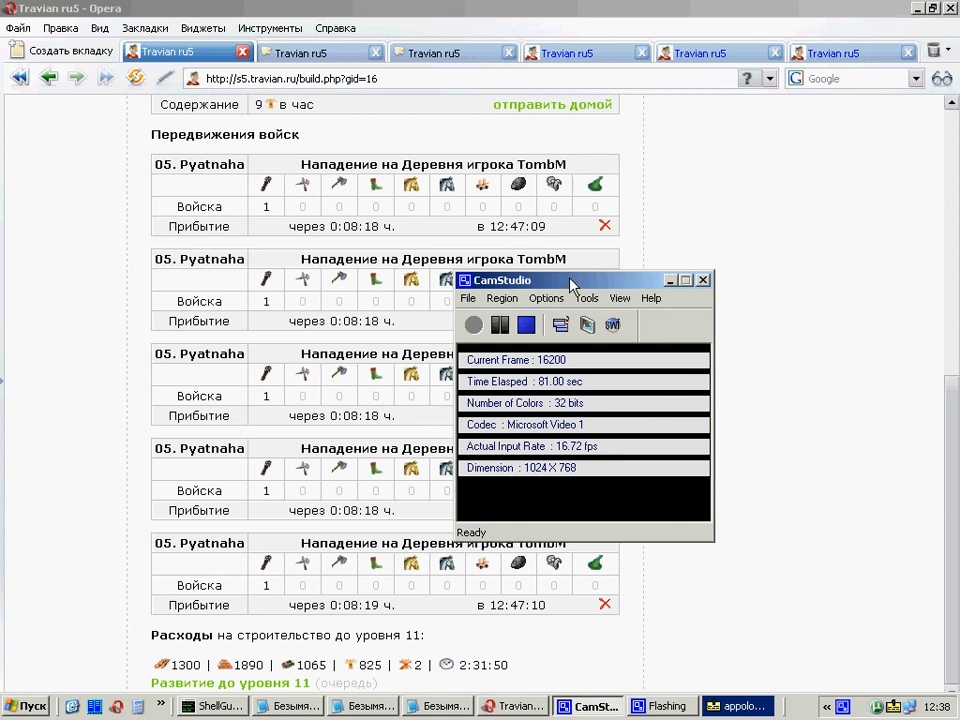 Travian ru5 - Opera
Файл Правка Вид Закладки Виджеты Инструменты Справка
Создать вкладку Travian ru5 Travian ru5 Travian ru5 Travian ru5 Travian ru5 Travian ru5
http://s5.travian.ru/build.php?gid=16 ? Google
Содержание 9 в час отправить домой
Передвижения войск
05. Pyatnaha Нападение на Деревня игрока TombM
Войска 1 0 0 0 0 0 0 0 0 0
Прибытие через 0:08:18 ч. в 12:47:09
05. Pyatnaha Нападение на Деревня игрока TombM
Войска 1 0 0 0 0
Прибытие через 0:08:18 ч.
05. Pyatnaha Нападение на Деревн
Войска 1 0 0 0 0
Прибытие через 0:08:18 ч.
05. Pyatnaha Нападение на Деревн
Войска 1 0 0 0 0
Прибытие через 0:08:18 ч.
05. Pyatnaha Нападение на Деревня игрока TombM
Войска 1 0 0 0 0 0 0 0 0 0
Прибытие через 0:08:19 ч. в 12:47:10
Расходы на строительство до уровня 11:
1300 | 1890 | 1065 | 825 | 2 | 2:31:50
Развитие до уровня 11 (очередь)
CamStudio
File Region Options Tools View Help
SWF
Current Frame : 16200
Time Elasped : 81.00 sec
Number of Colors : 32 bits
Codec : Microsoft Video 1
Actual Input Rate : 16.72 fps
Dimension : 1024 X 768
Ready
Пуск » ShellGu... Безымя... Безымя... Безымя... Travian... CamSt... Flashing appolo... « 12:38